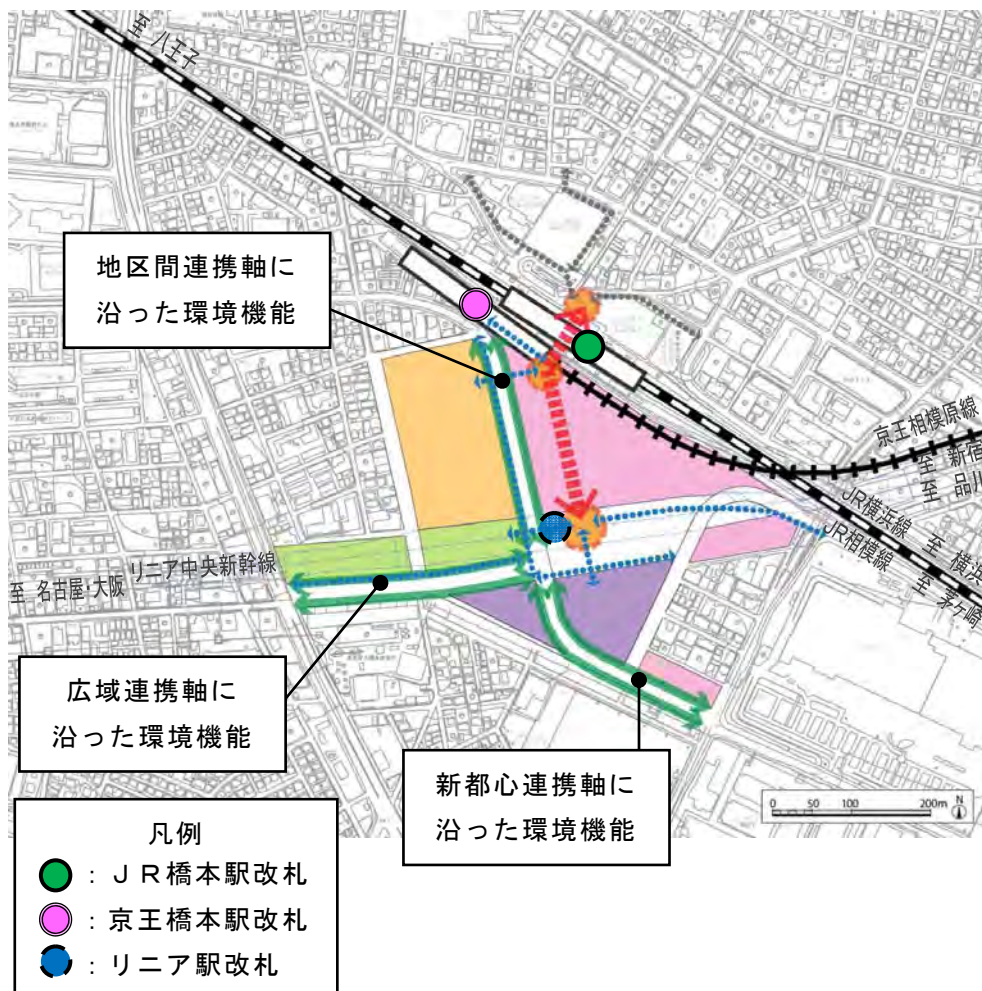 至 八王子
地区間連携軸に
沿った環境機能
京王相模原線
至 新宿
至 品川
JR横浜線 至 横浜
JR相模線 至 茅ヶ崎
リニア中央新幹線
至 名古屋・大阪
広域連携軸に
沿った環境機能
新都心連携軸に
沿った環境機能
0 50 100 200m
N
凡例
：ＪＲ橋本駅改札
：京王橋本駅改札
：リニア駅改札